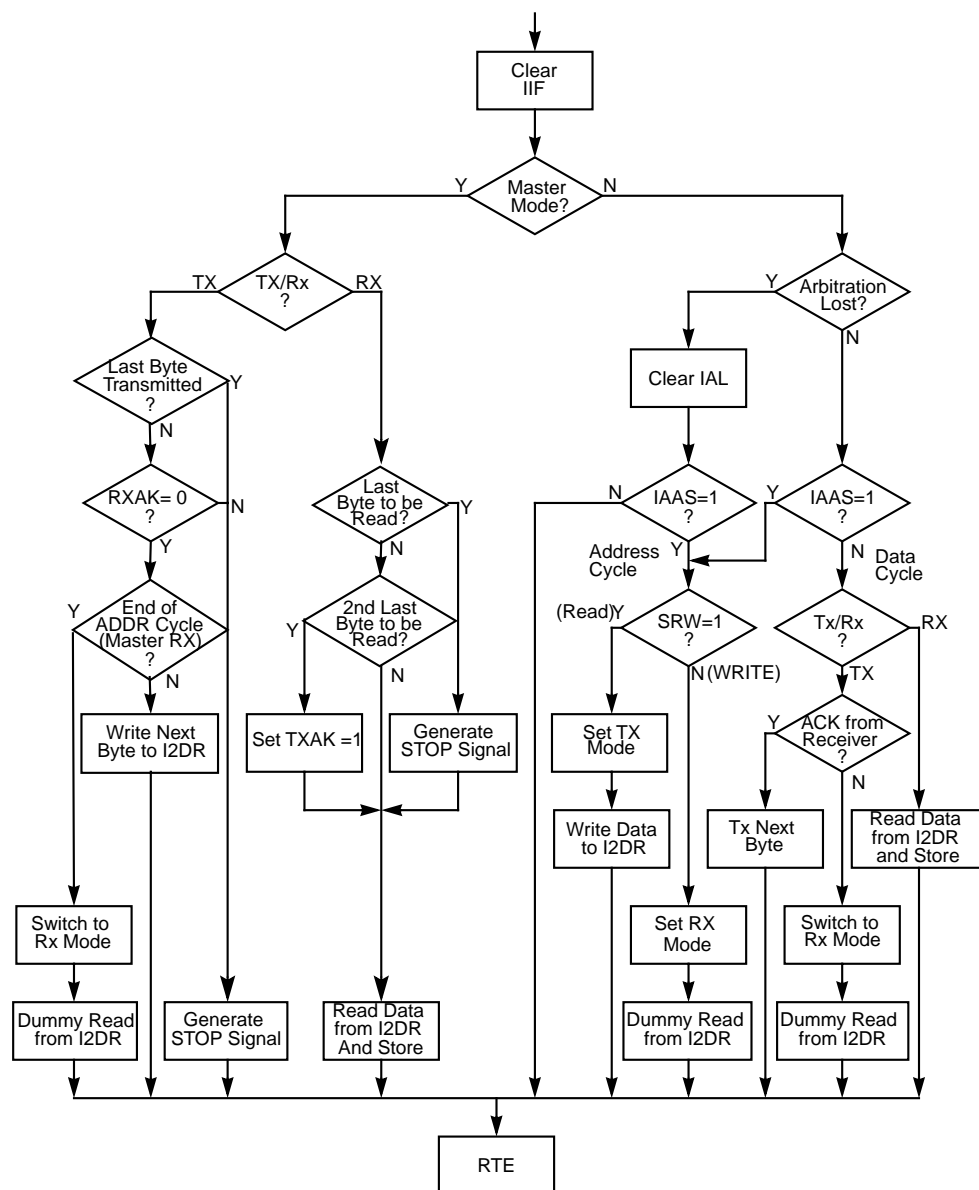 Clear
IIF
Master
Mode?
Y
N
TX/Rx
?
TX
RX
Arbitration
Lost?
Y
N
Last Byte
Transmitted
?
Y
N
Clear IAL
RXAK= 0
?
N
Y
Last
Byte to be
Read?
Y
N
IAAS=1
?
N
Y
Address
Cycle
IAAS=1
?
Y
N
Data
Cycle
End of
ADDR Cycle
(Master RX)
?
Y
N
2nd Last
Byte to be
Read?
Y
N
SRW=1
?
(Read)
Y
N
(WRITE)
Tx/Rx
?
RX
TX
Write Next
Byte to I2DR
Set TXAK =1
Generate
STOP Signal
Set TX
Mode
ACK from
Receiver
?
Y
N
Write Data
to I2DR
Tx Next
Byte
Read Data
from I2DR
and Store
Switch to
Rx Mode
Set RX
Mode
Switch to
Rx Mode
Dummy Read
from I2DR
Generate
STOP Signal
Read Data
from I2DR
And Store
Dummy Read
from I2DR
Dummy Read
from I2DR
RTE